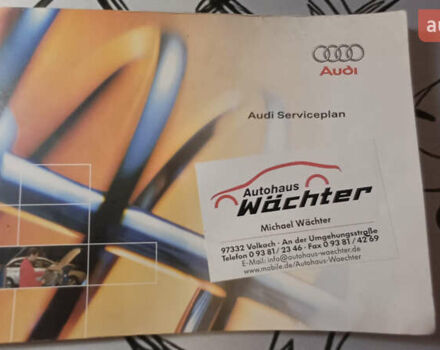 au
Audi
Audi Serviceplan
Autohaus
Wächter
Michael Wächter
97332 Volkach · An der Umgehungsstraße
Telefon 0 93 81 / 23 46 · Fax 0 93 81 / 42 69
E-Mail: info@autohaus-waechter.de
www.mobile.de/Autohaus-Waechter